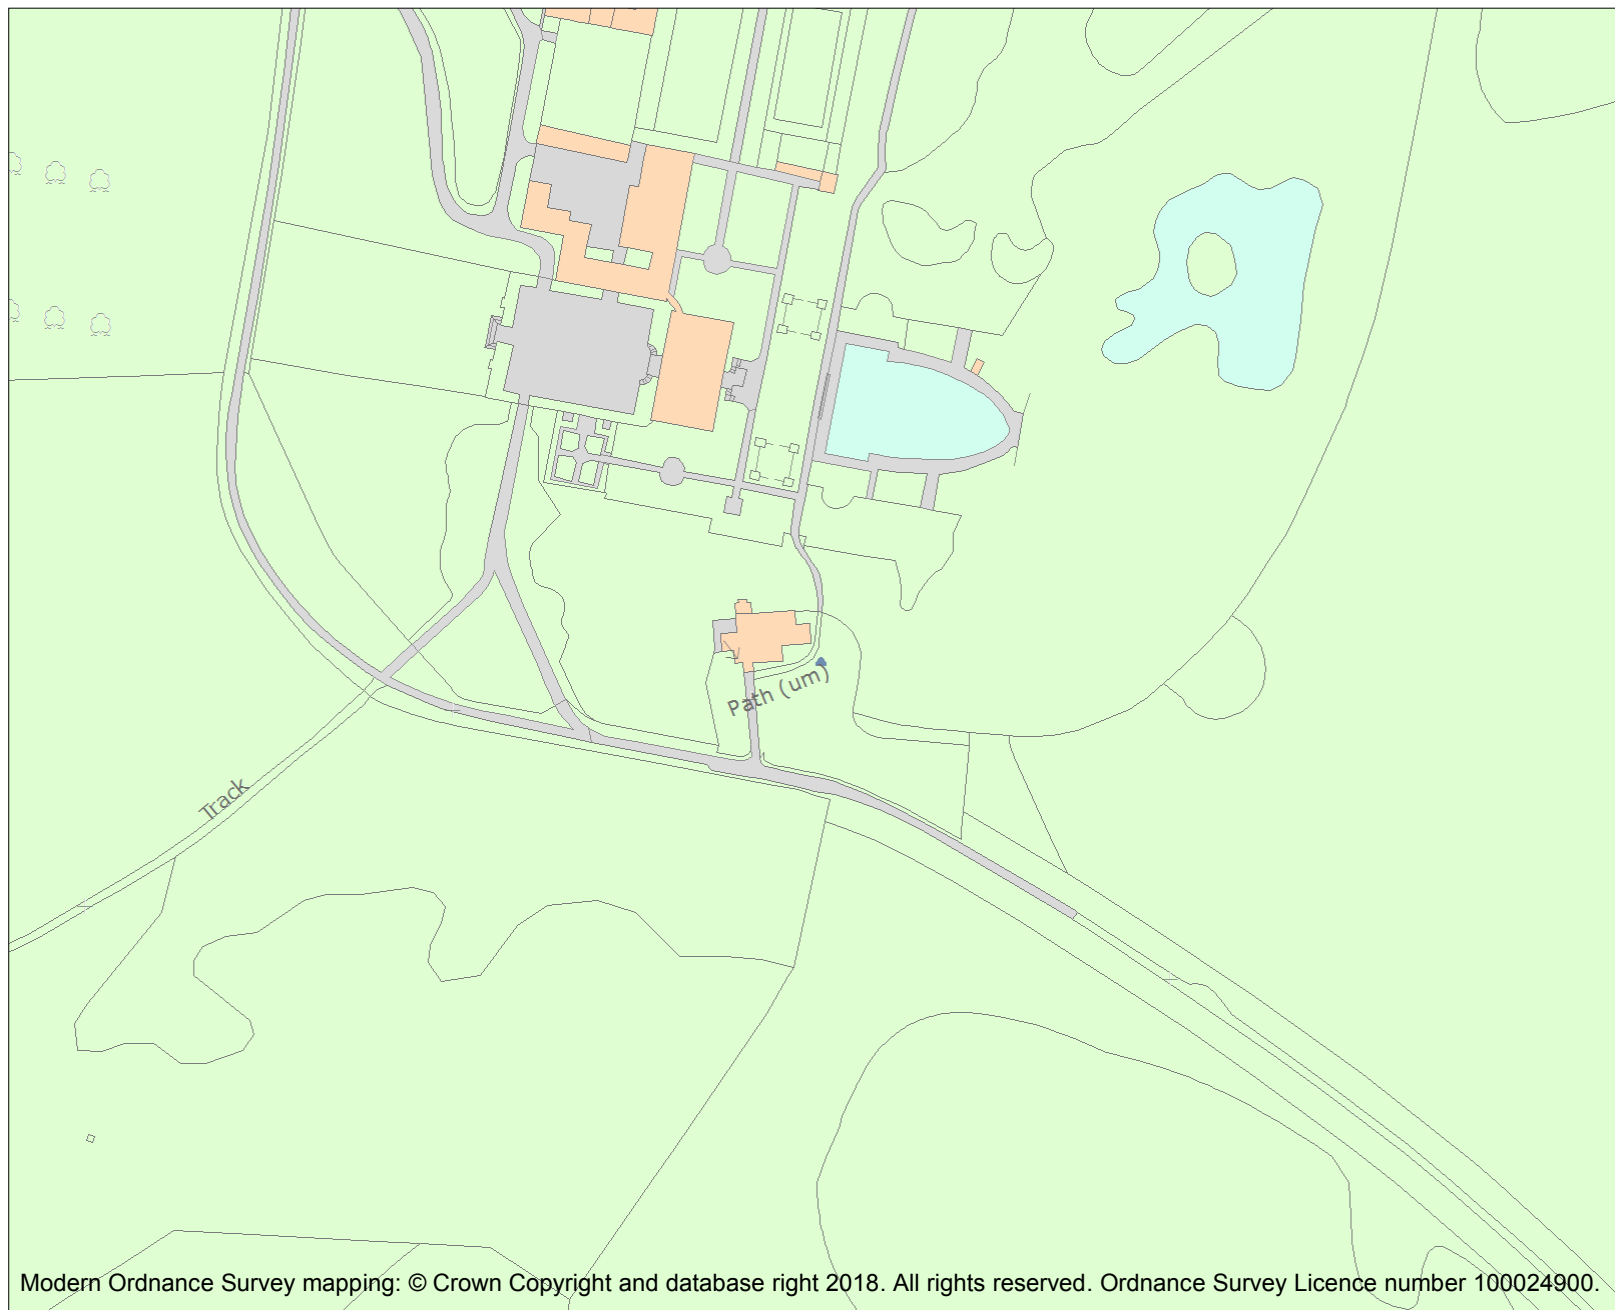 Path (um)
Track
Modern Ordnance Survey mapping: © Crown Copyright and database right 2018. All rights reserved. Ordnance Survey Licence number 100024900.